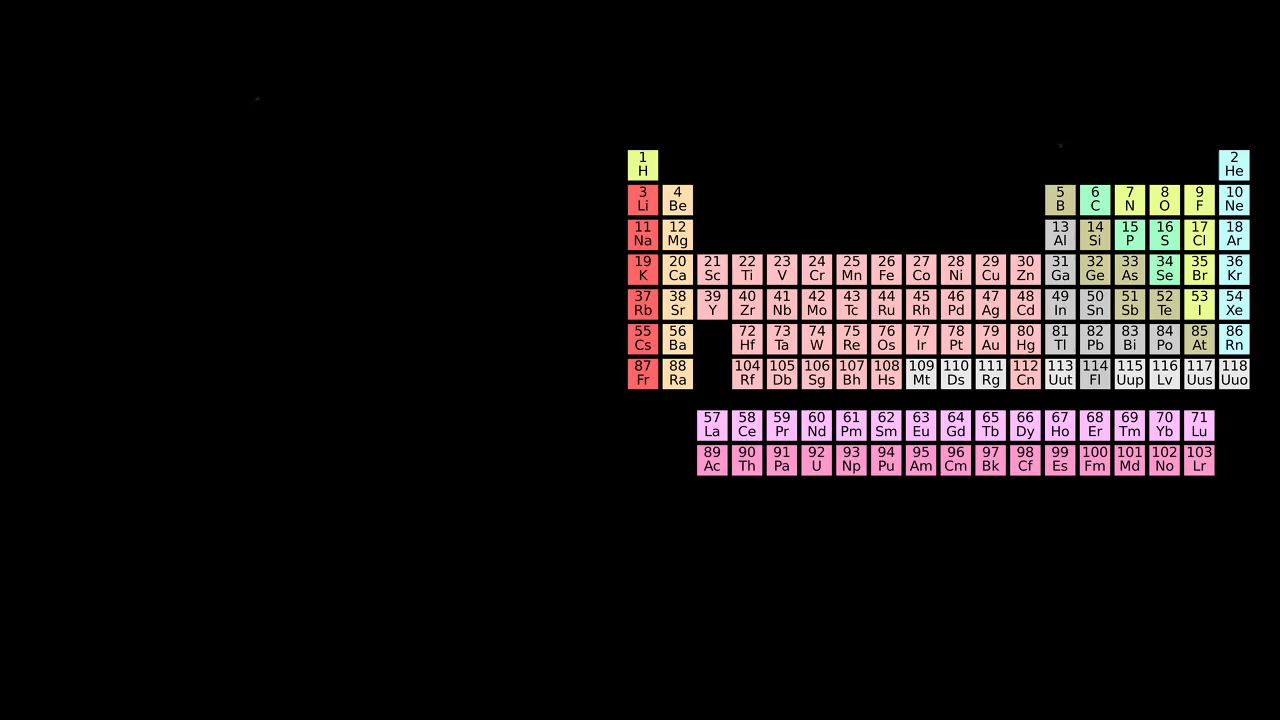 1 2
H He
3 4 5 6 7 8 9 10
Li Be B C N O F Ne
11 12 13 14 15 16 17 18
Na Mg Al Si P S Cl Ar
19 20 21 22 23 24 25 26 27 28 29 30 31 32 33 34 35 36
K Ca Sc Ti V Cr Mn Fe Co Ni Cu Zn Ga Ge As Se Br Kr
37 38 39 40 41 42 43 44 45 46 47 48 49 50 51 52 53 54
Rb Sr Y Zr Nb Mo Tc Ru Rh Pd Ag Cd In Sn Sb Te I Xe
55 56 72 73 74 75 76 77 78 79 80 81 82 83 84 85 86
Cs Ba Hf Ta W Re Os Ir Pt Au Hg Tl Pb Bi Po At Rn
87 88 104 105 106 107 108 109 110 111 112 113 114 115 116 117 118
Fr Ra Rf Db Sg Bh Hs Mt Ds Rg Cn Uut Fl Uup Lv Uus Uuo
57 58 59 60 61 62 63 64 65 66 67 68 69 70 71
La Ce Pr Nd Pm Sm Eu Gd Tb Dy Ho Er Tm Yb Lu
89 90 91 92 93 94 95 96 97 98 99 100 101 102 103
Ac Th Pa U Np Pu Am Cm Bk Cf Es Fm Md No Lr